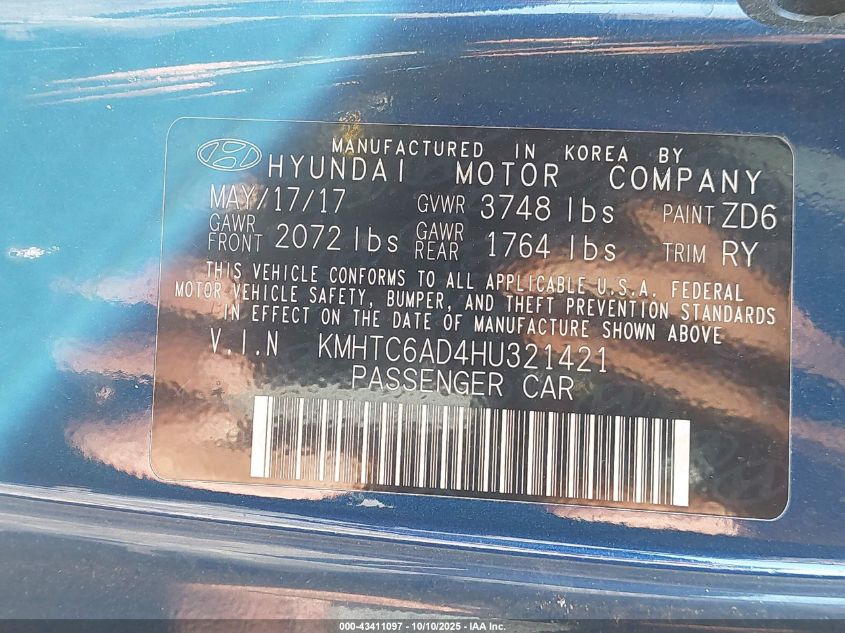 MANUFACTURED IN KOREA BY
HYUNDAI MOTOR COMPANY
MAY/17/17 GVWR 3748 lbs PAINT ZD6
GAWR FRONT 2072 lbs GAWR REAR 1764 lbs TRIM RY
THIS VEHICLE CONFORMS TO ALL APPLICABLE U.S.A. FEDERAL
MOTOR VEHICLE SAFETY, BUMPER, AND THEFT PREVENTION STANDARDS
IN EFFECT ON THE DATE OF MANUFACTURE SHOWN ABOVE
V.I.N KMHTC6AD4HU321421
PASSENGER CAR
000-43411097 - 10/10/2025 - IAA Inc.